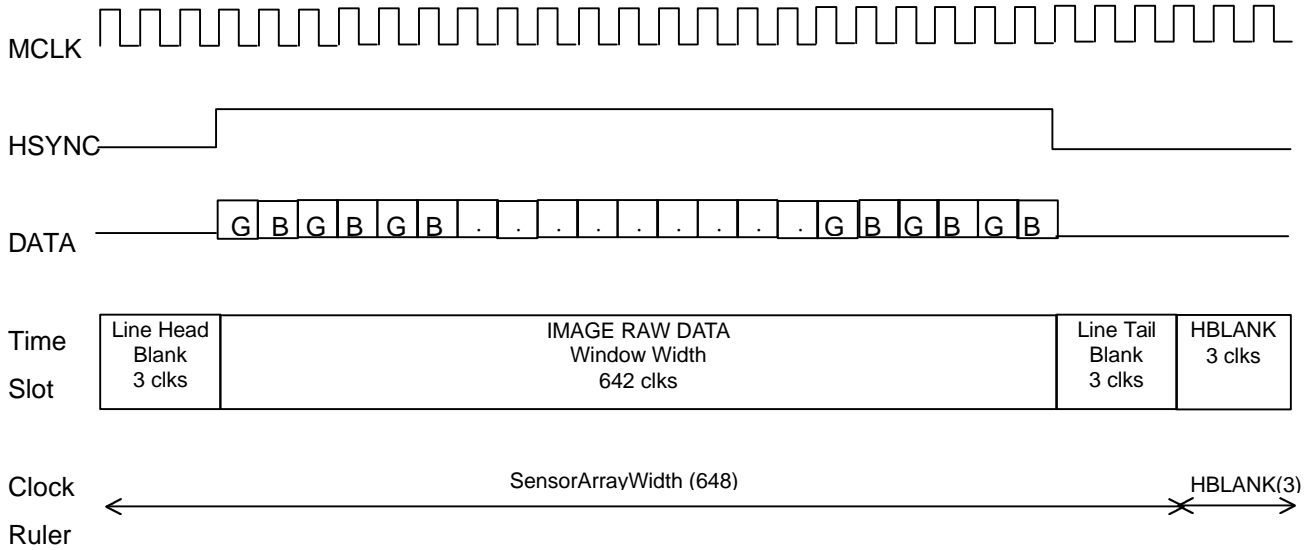 MCLK
HSYNC
DATA
G B G B G B . . . . . . . . . G B G B G B
Time
Slot
Line Head
Blank
3 clks
IMAGE RAW DATA
Window Width
642 clks
Line Tail
Blank
3 clks
HBLANK
3 clks
Clock
Ruler
SensorArrayWidth (648)
HBLANK(3)